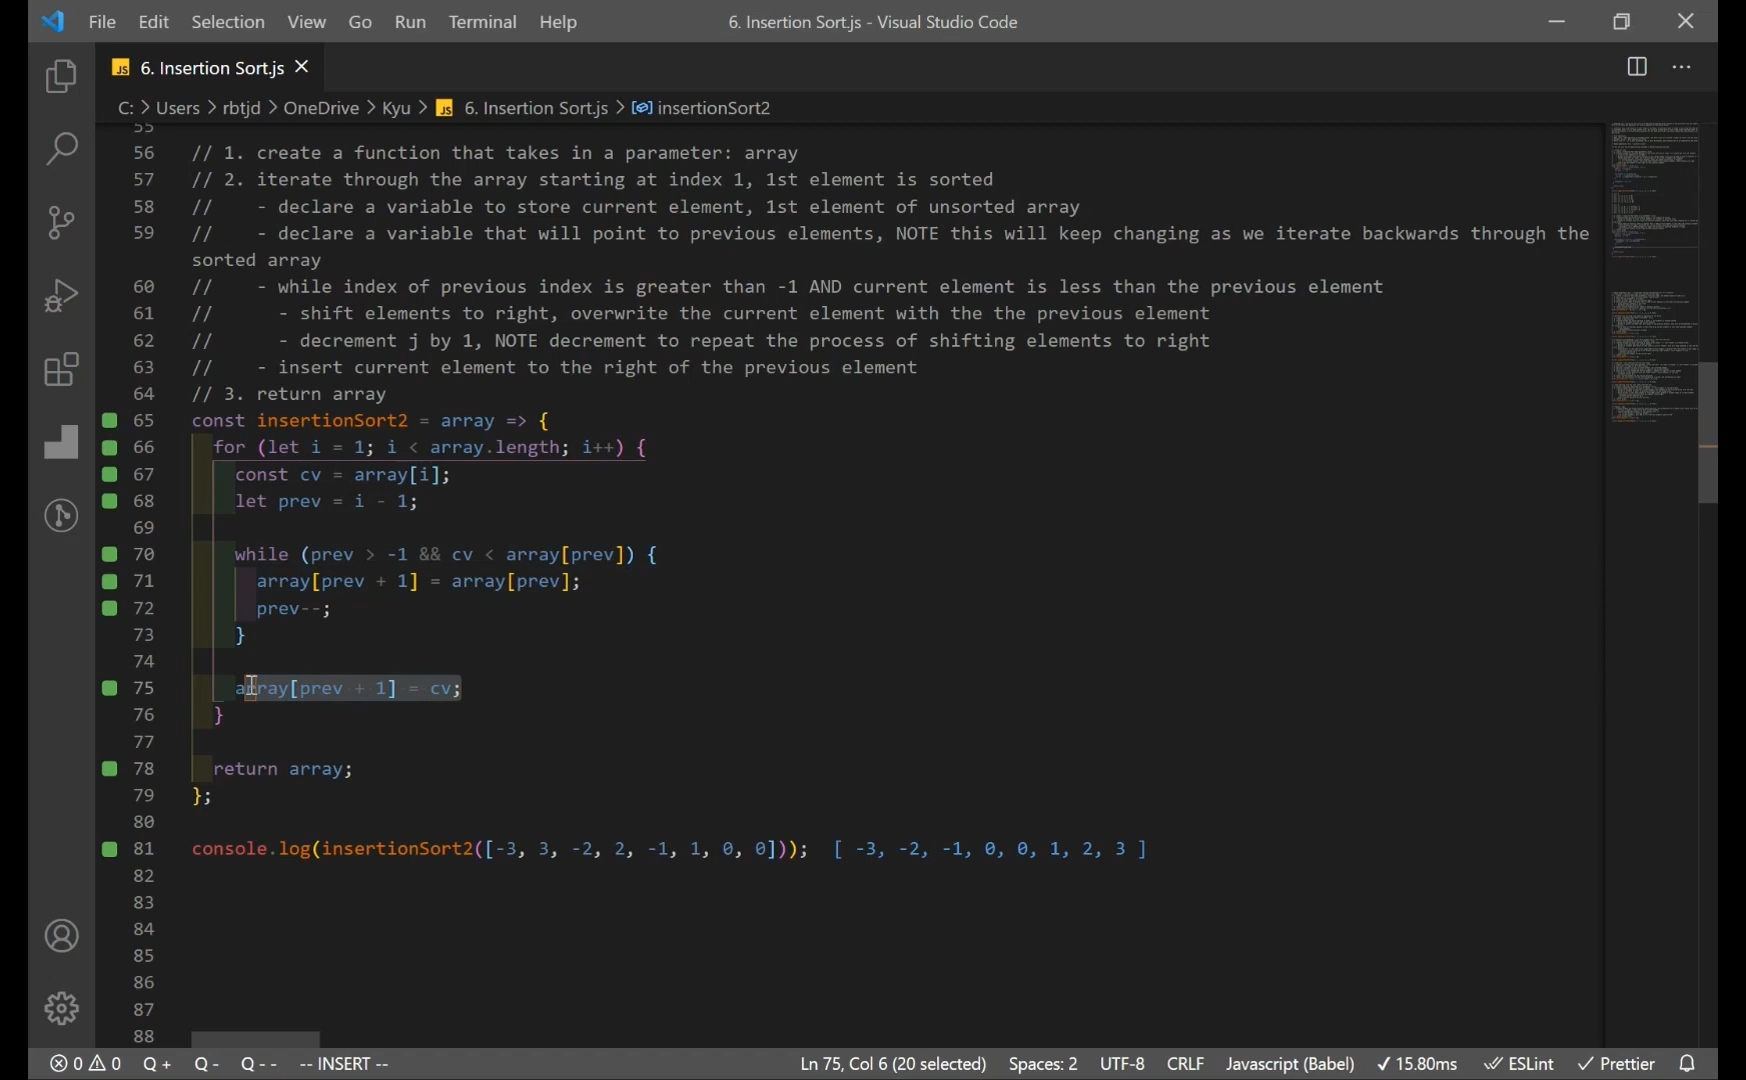 File Edit Selection View Go Run Terminal Help 6. Insertion Sort.js - Visual Studio Code
JS 6. Insertion Sort.js
C: > Users > rbtjd > OneDrive > Kyu > JS 6. Insertion Sort.js > insertionSort2
55
56 // 1. create a function that takes in a parameter: array
57 // 2. iterate through the array starting at index 1, 1st element is sorted
58 //    - declare a variable to store current element, 1st element of unsorted array
59 //    - declare a variable that will point to previous elements, NOTE this will keep changing as we iterate backwards through the
sorted array
60 //    - while index of previous index is greater than -1 AND current element is less than the previous element
61 //      - shift elements to right, overwrite the current element with the the previous element
62 //      - decrement j by 1, NOTE decrement to repeat the process of shifting elements to right
63 //    - insert current element to the right of the previous element
64 // 3. return array
65 const insertionSort2 = array => {
66   for (let i = 1; i < array.length; i++) {
67     const cv = array[i];
68     let prev = i - 1;
69
70     while (prev > -1 && cv < array[prev]) {
71       array[prev + 1] = array[prev];
72       prev--;
73     }
74
75     array[prev + 1] = cv;
76   }
77
78   return array;
79 };
80
81 console.log(insertionSort2([-3, 3, -2, 2, -1, 1, 0, 0])); [ -3, -2, -1, 0, 0, 1, 2, 3 ]
82
83
84
85
86
87
88
0 0 Q + Q - Q - - -- INSERT -- Ln 75, Col 6 (20 selected) Spaces: 2 UTF-8 CRLF Javascript (Babel) ✓ 15.80ms ESLint ✓ Prettier